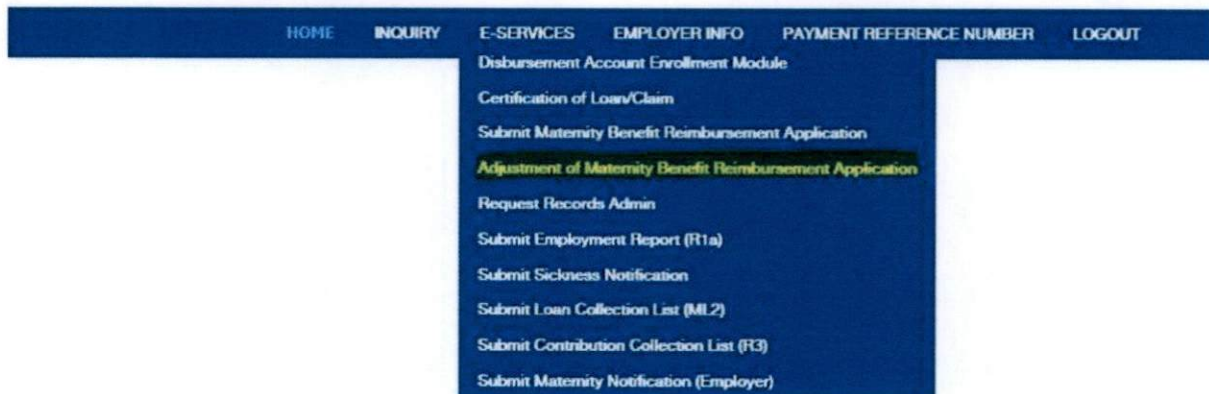 HOME INQUIRY E-SERVICES EMPLOYER INFO PAYMENT REFERENCE NUMBER LOGOUT
Disbursement Account Enrollment Module
Certification of Loan/Claim
Submit Maternity Benefit Reimbursement Application
Adjustment of Maternity Benefit Reimbursement Application
Request Records Admin
Submit Employment Report (R1a)
Submit Sickness Notification
Submit Loan Collection List (ML2)
Submit Contribution Collection List (R3)
Submit Maternity Notification (Employer)